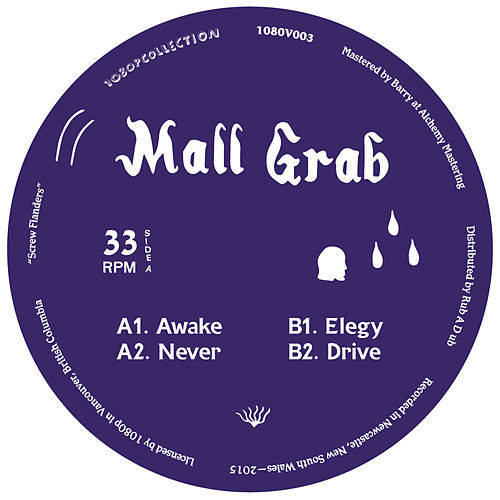 1080PCOLLECTION
1080V003
Mastered by Barry at Alchemy Mastering
Mall Grab
"Screw Flanders"
33
RPM
SIDE A
Distributed by Rub A D ub
A1. Awake
A2. Never
B1. Elegy
B2. Drive
Licensed by 1080p in Vancouver, British Columbia
Recorded in Newcastle, New South Wales—2015